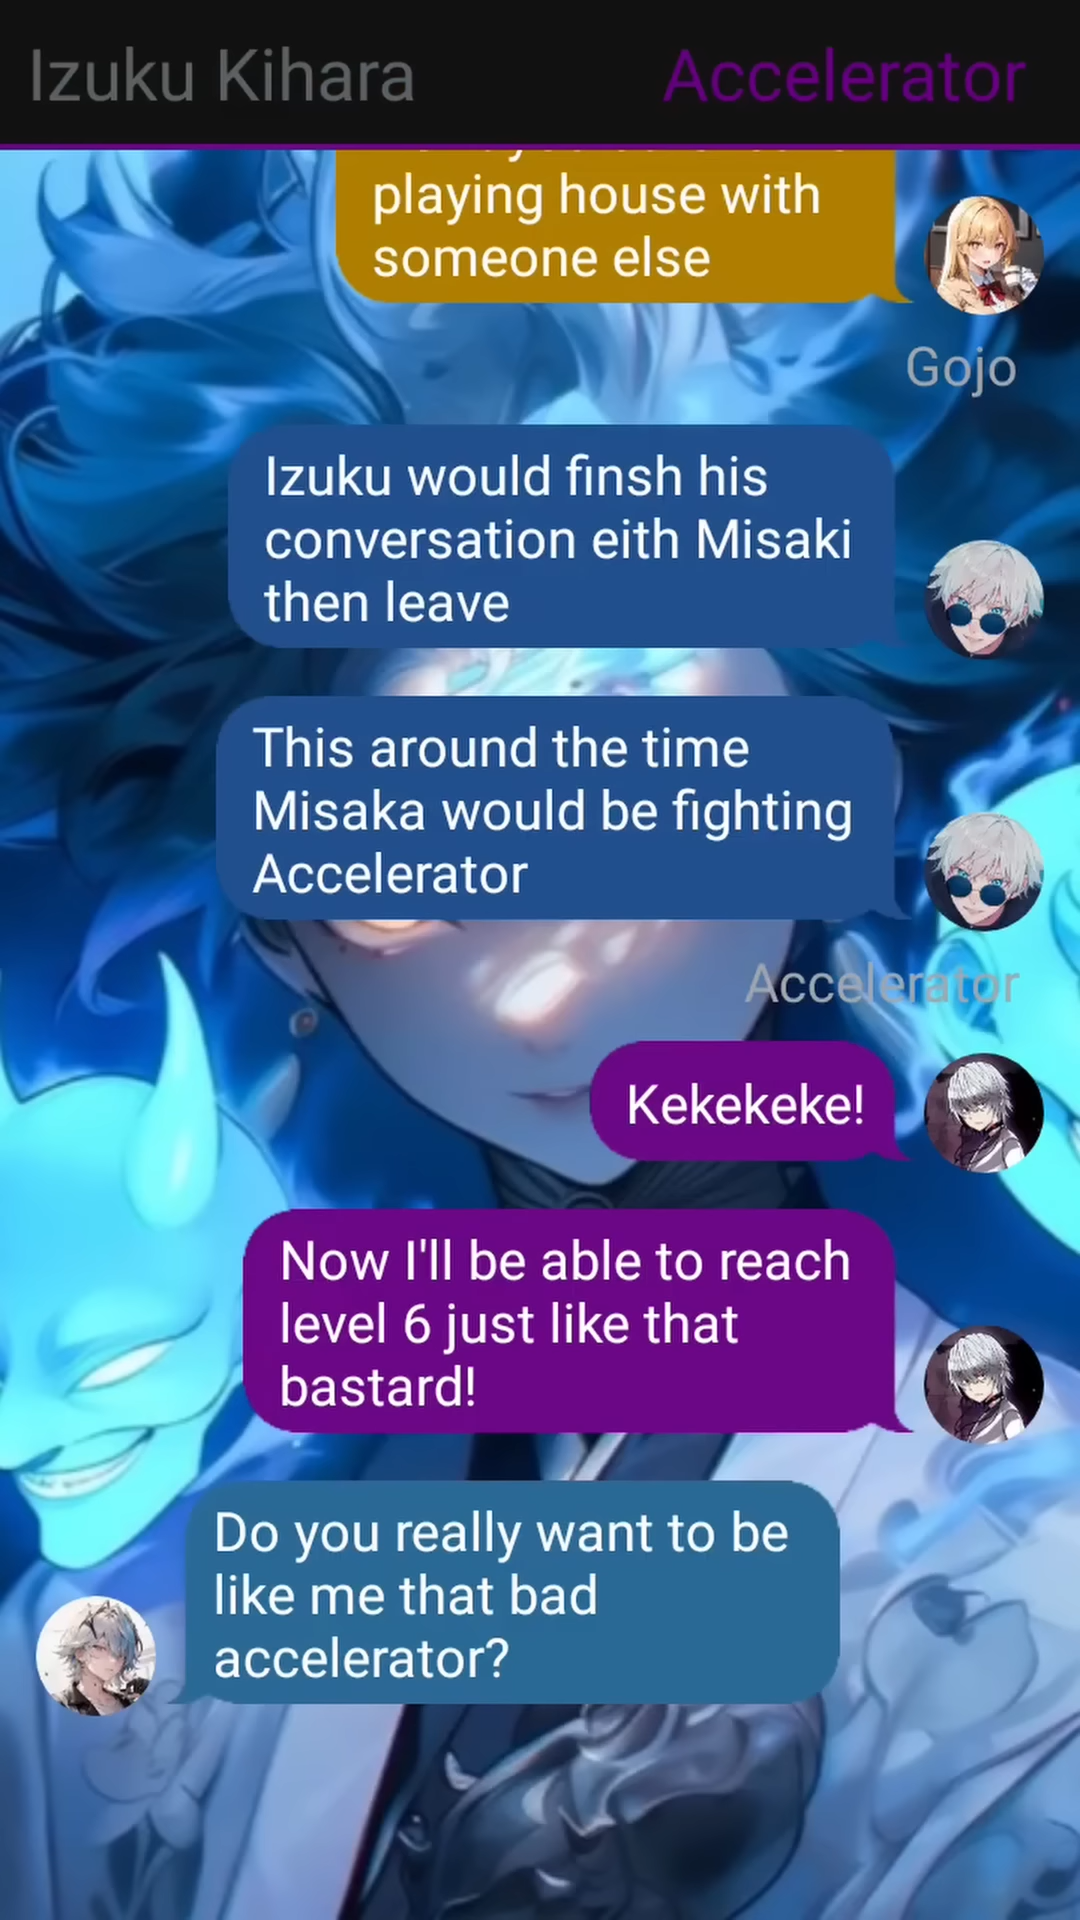 Izuku Kihara
Accelerator
playing house with
someone else
Gojo
Izuku would finsh his
conversation eith Misaki
then leave
This around the time
Misaka would be fighting
Accelerator
Accelerator
Kekekeke!
Now I'll be able to reach
level 6 just like that
bastard!
Do you really want to be
like me that bad
accelerator?